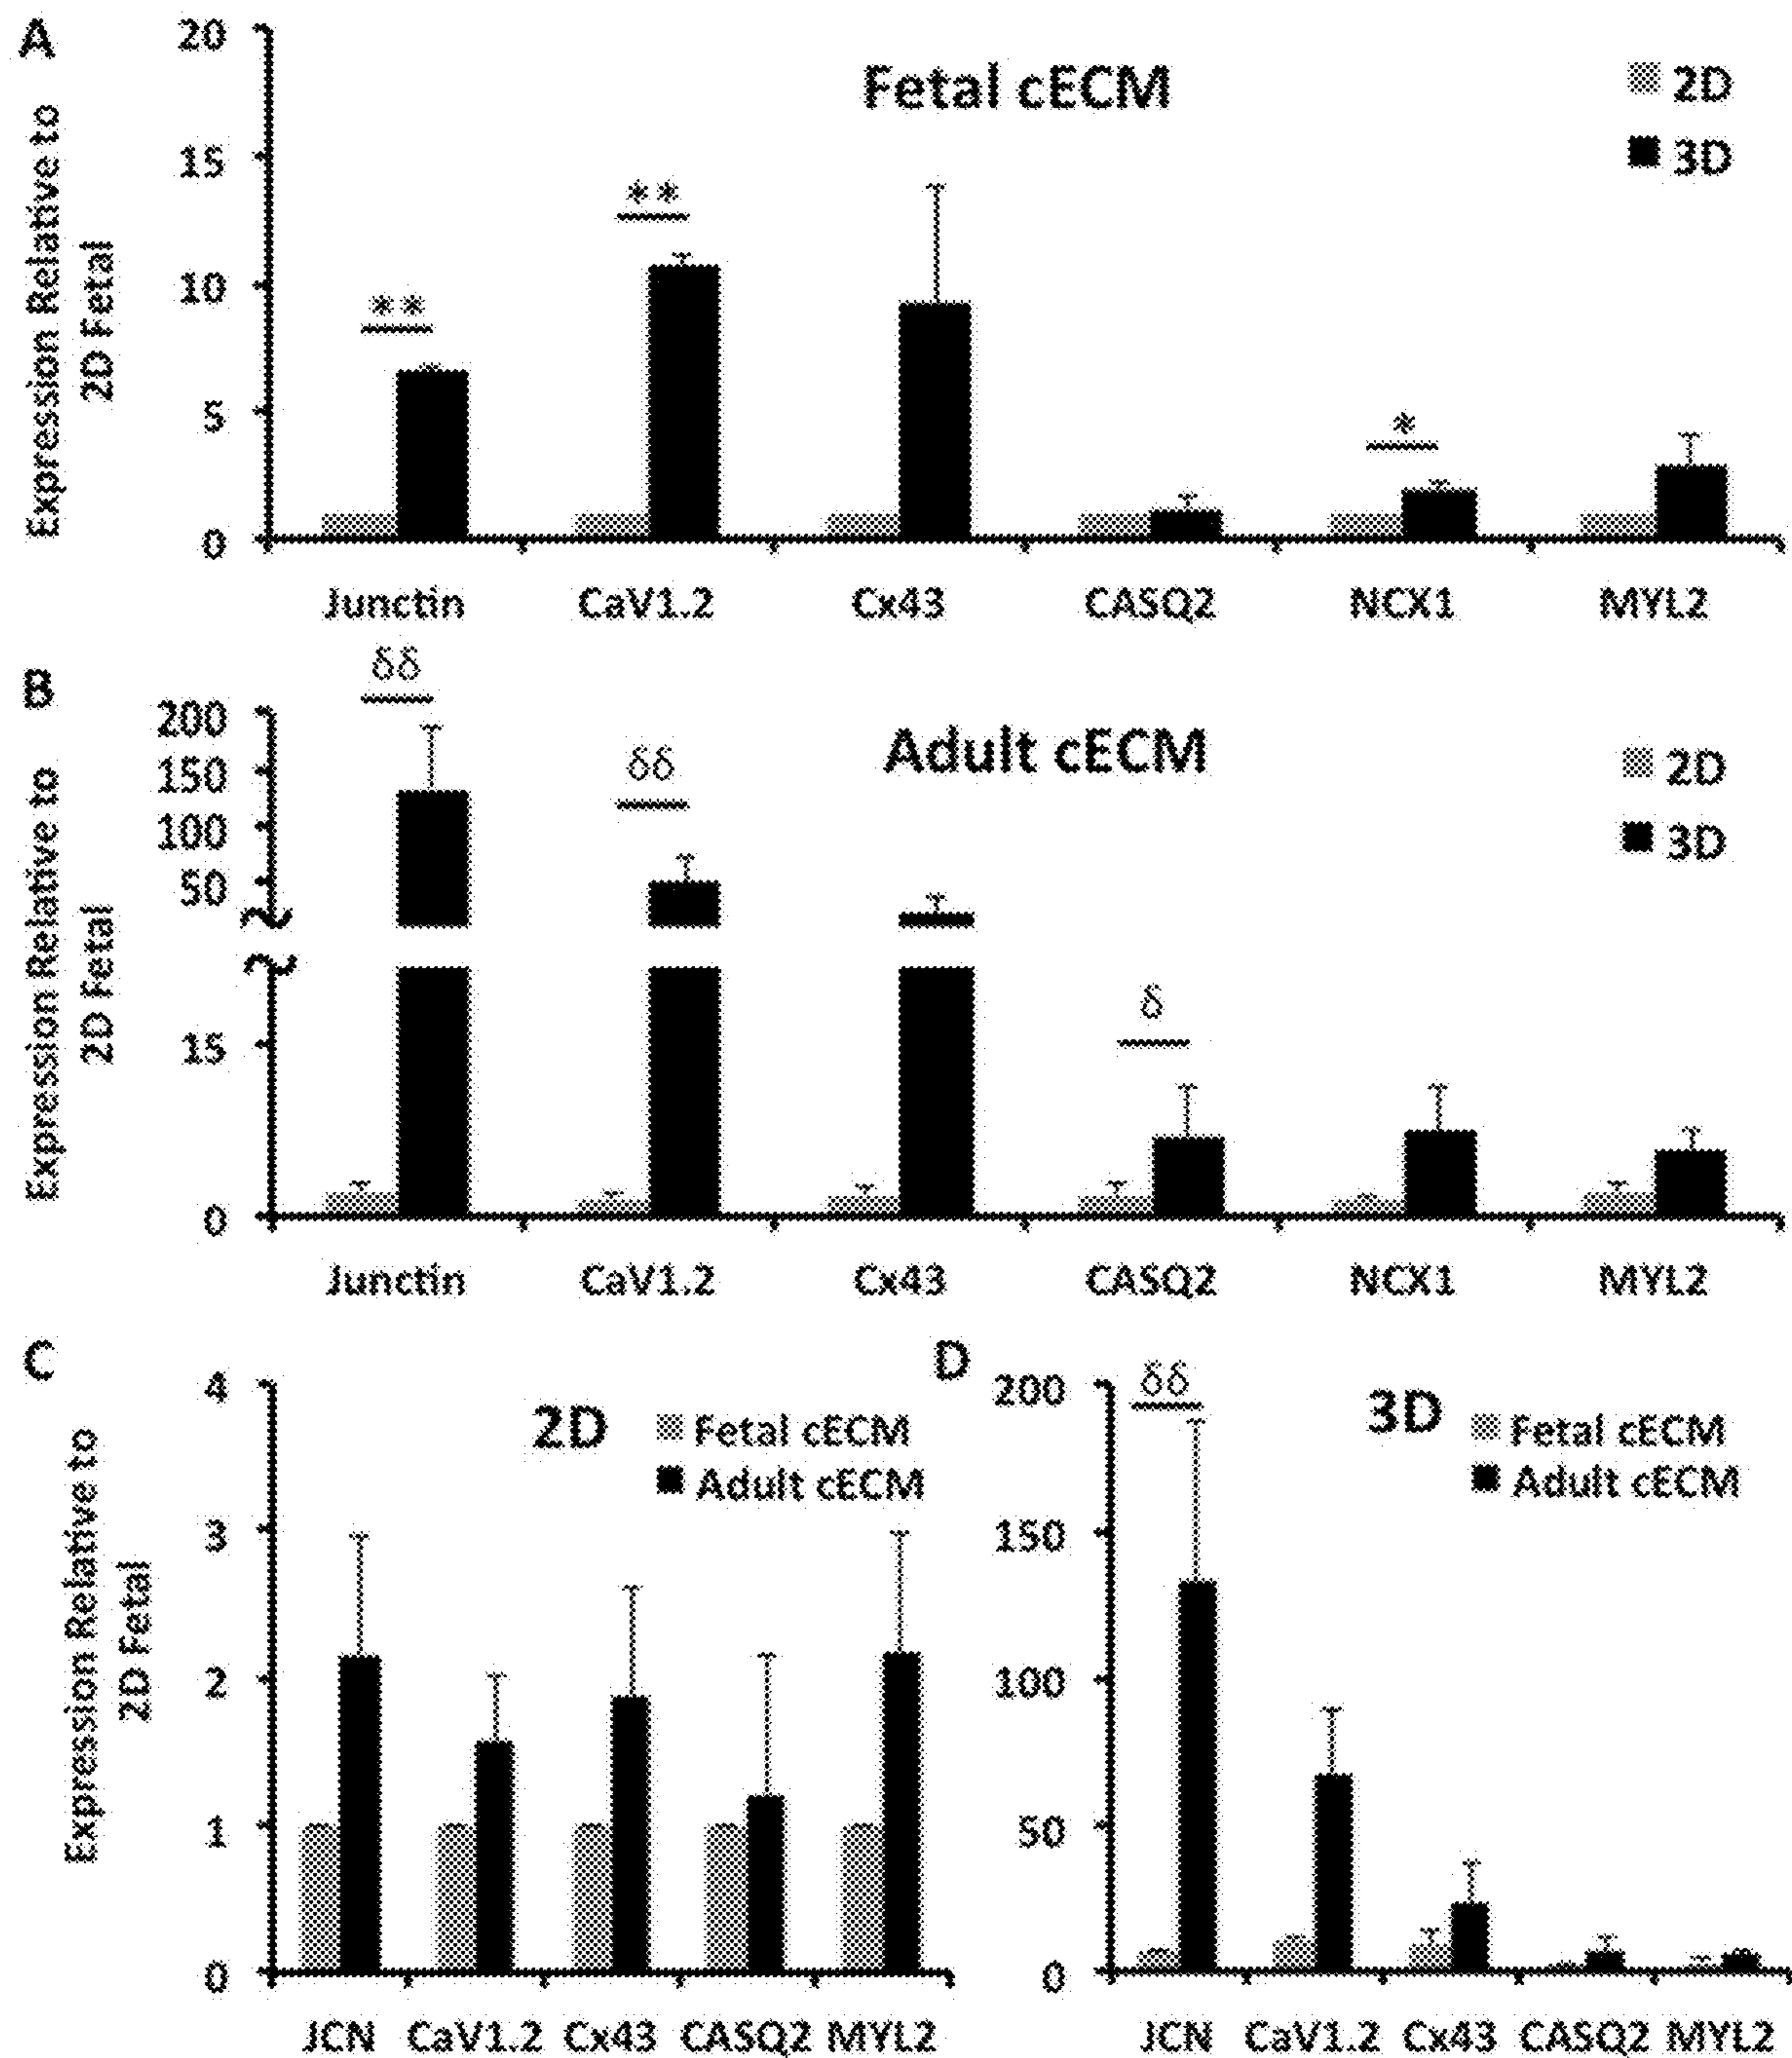 A
Fetal cECM
2D
3D
Expression Relative to
2D Fetal
20
15
10
5
0
**
**
*
Junctin CaV1.2 Cx43 CASQ2 NCX1 MYL2
B
Adult cECM
2D
3D
Expression Relative to
2D Fetal
200
150
100
50
15
0
δδ
δδ
δ
Junctin CaV1.2 Cx43 CASQ2 NCX1 MYL2
C
2D
Fetal cECM
Adult cECM
Expression Relative to
2D Fetal
4
3
2
1
0
JCN CaV1.2 Cx43 CASQ2 MYL2
D
3D
Fetal cECM
Adult cECM
200
150
100
50
0
δδ
JCN CaV1.2 Cx43 CASQ2 MYL2